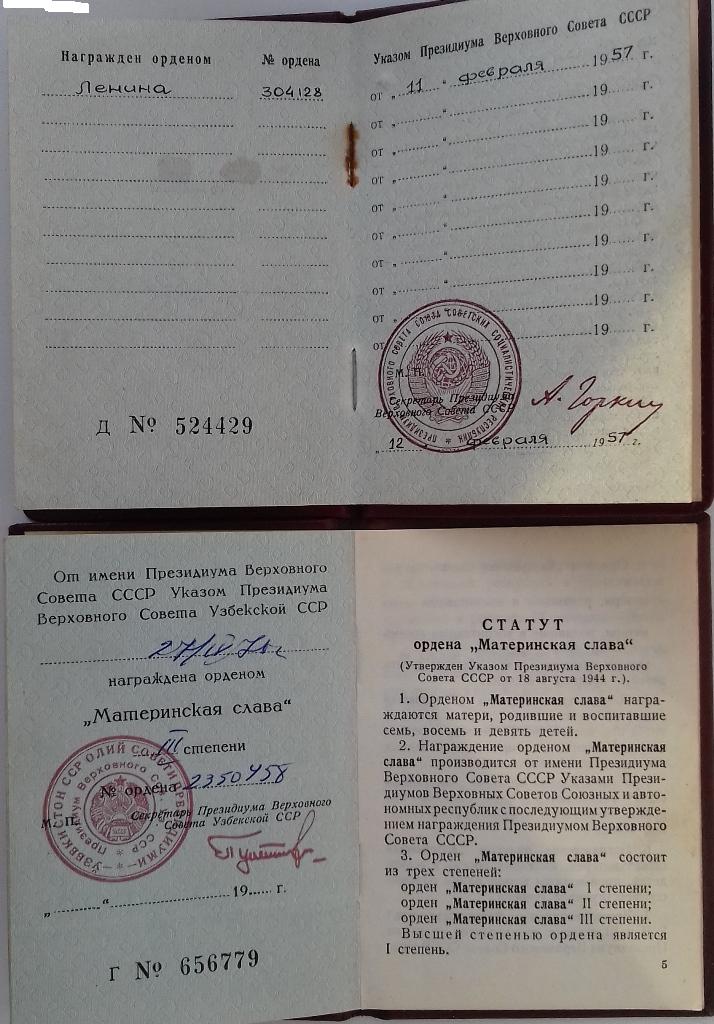 Награжден орденом № ордена
Ленина 304128
Д № 524429
Указом Президиума Верховного Совета СССР
от „ 11 “ февраля 1957 г.
от „ “ 19 г.
от „ “ 19 г.
от „ “ 19 г.
от „ “ 19 г.
от „ “ 19 г.
от „ “ 19 г.
от „ “ 19 г.
от „ “ 19 г.
от 19 г.
М. П.
Секретарь Президиума
Верховного Совета СССР
А. Горкин
„ 12 февраля 1957 г.
От имени Президиума Верховного
Совета СССР Указом Президиума
Верховного Совета Узбекской ССР
награждена орденом
„Материнская слава“
III степени
№ ордена 2350458
М. П.
Секретарь Президиума Верховного
Совета Узбекской ССР
„ “ 19 г.
Г № 656779
СТАТУТ
ордена „Материнская слава“
(Утвержден Указом Президиума Верховного
Совета СССР от 18 августа 1944 г.).
1. Орденом „Материнская слава“ награ-
ждаются матери, родившие и воспитавшие
семь, восемь и девять детей.
2. Награждение орденом „Материнская
слава“ производится от имени Президиума
Верховного Совета СССР Указами Прези-
диумов Верховных Советов Союзных и авто-
номных республик с последующим утвержде-
нием награждения Президиумом Верховного
Совета СССР.
3. Орден „Материнская слава“ состоит
из трех степеней:
орден „Материнская слава“ I степени;
орден „Материнская слава“ II степени;
орден „Материнская слава“ III степени.
Высшей степенью ордена является
I степень.
5